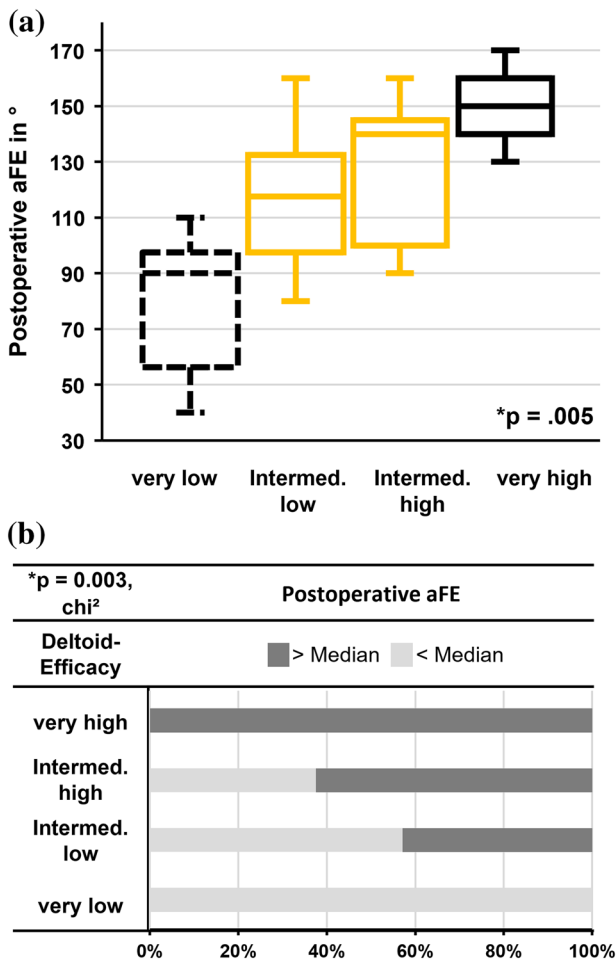 (a)
Postoperative aFE in °
170
150
130
110
90
70
50
30
*p = .005
very low
Intermed.
low
Intermed.
high
very high
(b)
*p = 0.003,
chi²
Postoperative aFE
Deltoid-
Efficacy
> Median
< Median
very high
Intermed.
high
Intermed.
low
very low
0%
20%
40%
60%
80%
100%